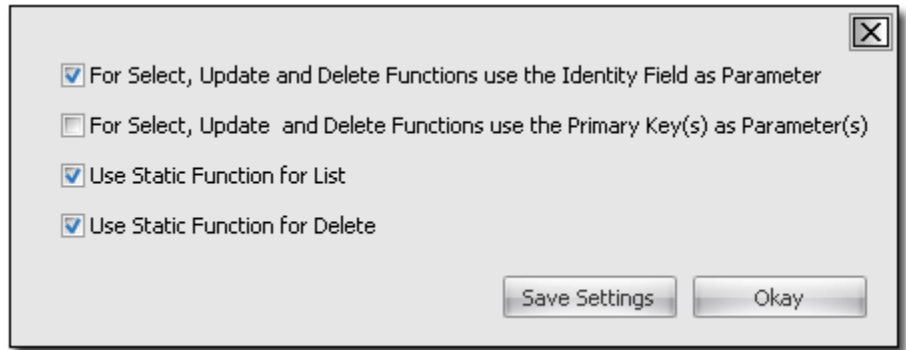 For Select, Update and Delete Functions use the Identity Field as Parameter
For Select, Update  and Delete Functions use the Primary Key(s) as Parameter(s)
Use Static Function for List
Use Static Function for Delete
Save Settings
Okay